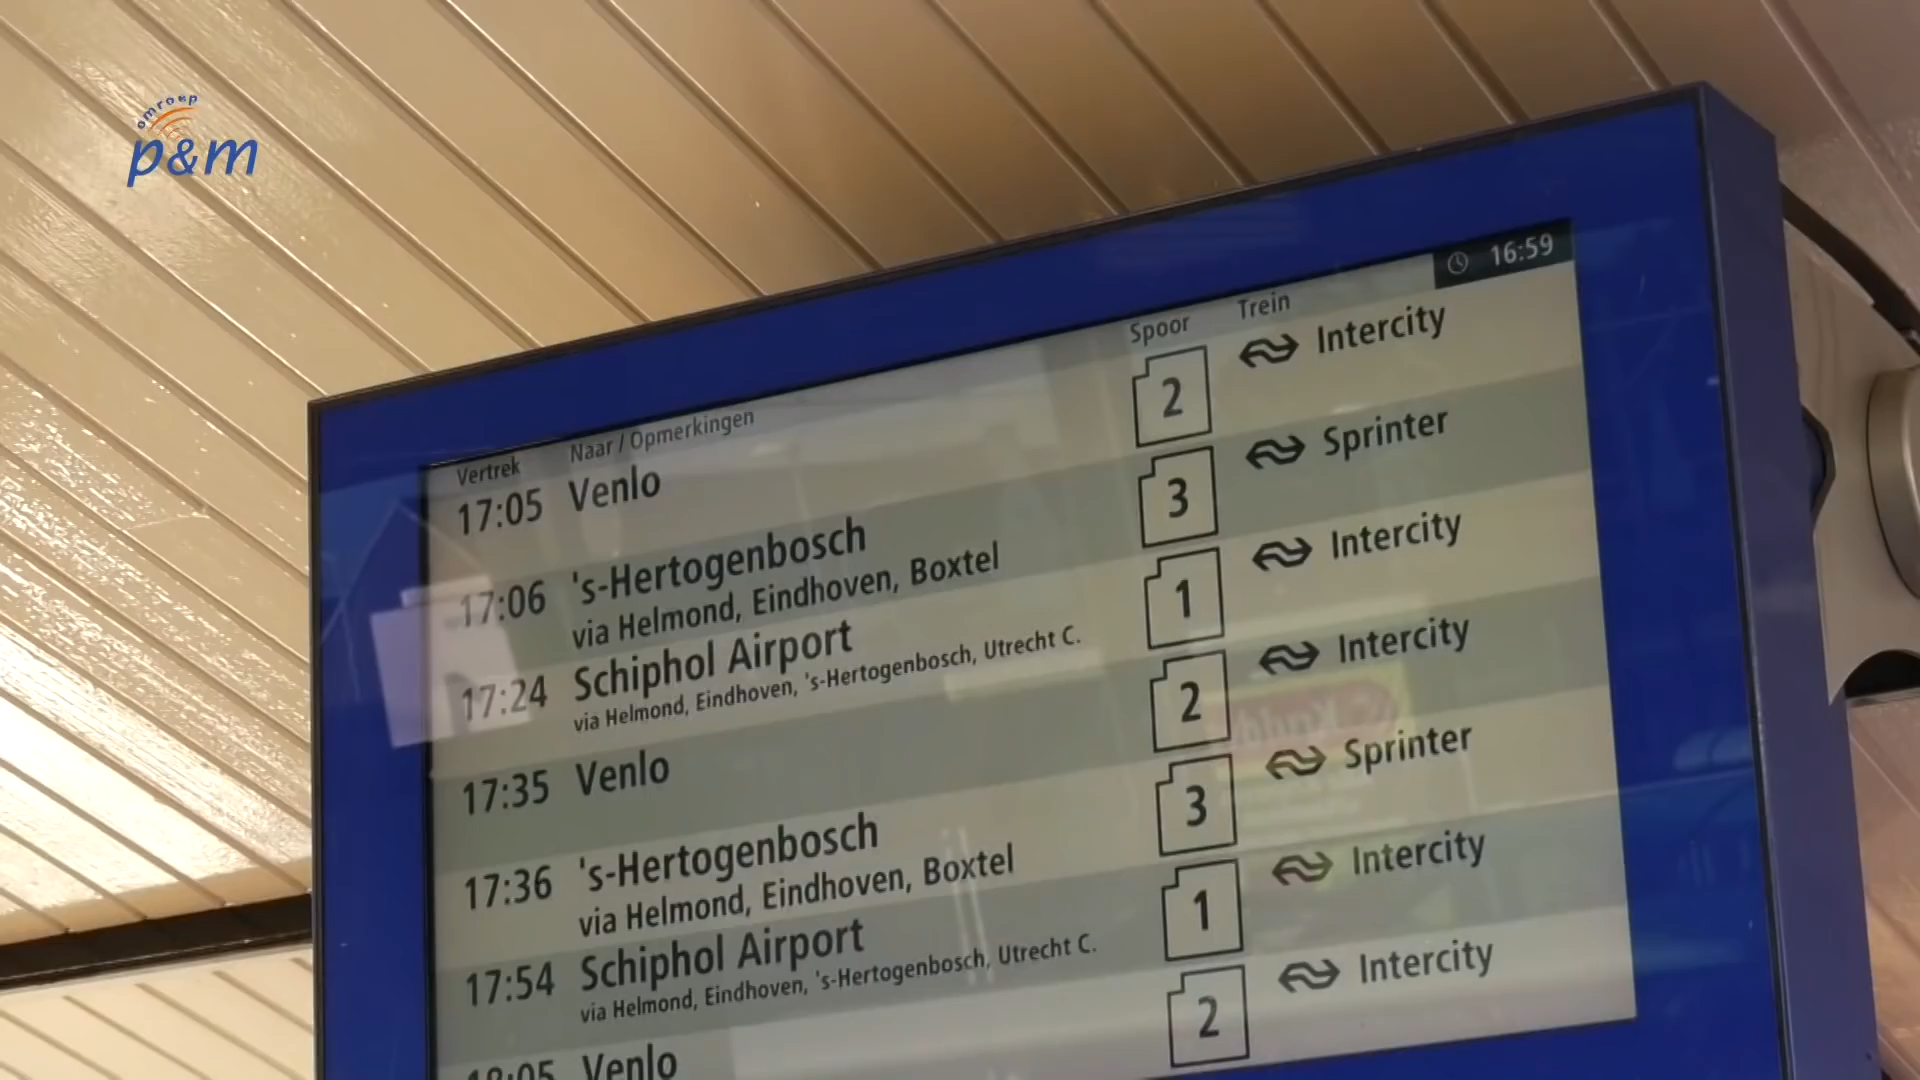 omroep
p&m
16:59
Vertrek Naar / Opmerkingen Spoor Trein
17:05 Venlo 2 Intercity
17:06 's-Hertogenbosch 3 Sprinter
via Helmond, Eindhoven, Boxtel
17:24 Schiphol Airport 1 Intercity
via Helmond, Eindhoven, 's-Hertogenbosch, Utrecht C.
17:35 Venlo 2 Intercity
17:36 's-Hertogenbosch 3 Sprinter
via Helmond, Eindhoven, Boxtel
17:54 Schiphol Airport 1 Intercity
via Helmond, Eindhoven, 's-Hertogenbosch, Utrecht C.
18:05 Venlo 2 Intercity